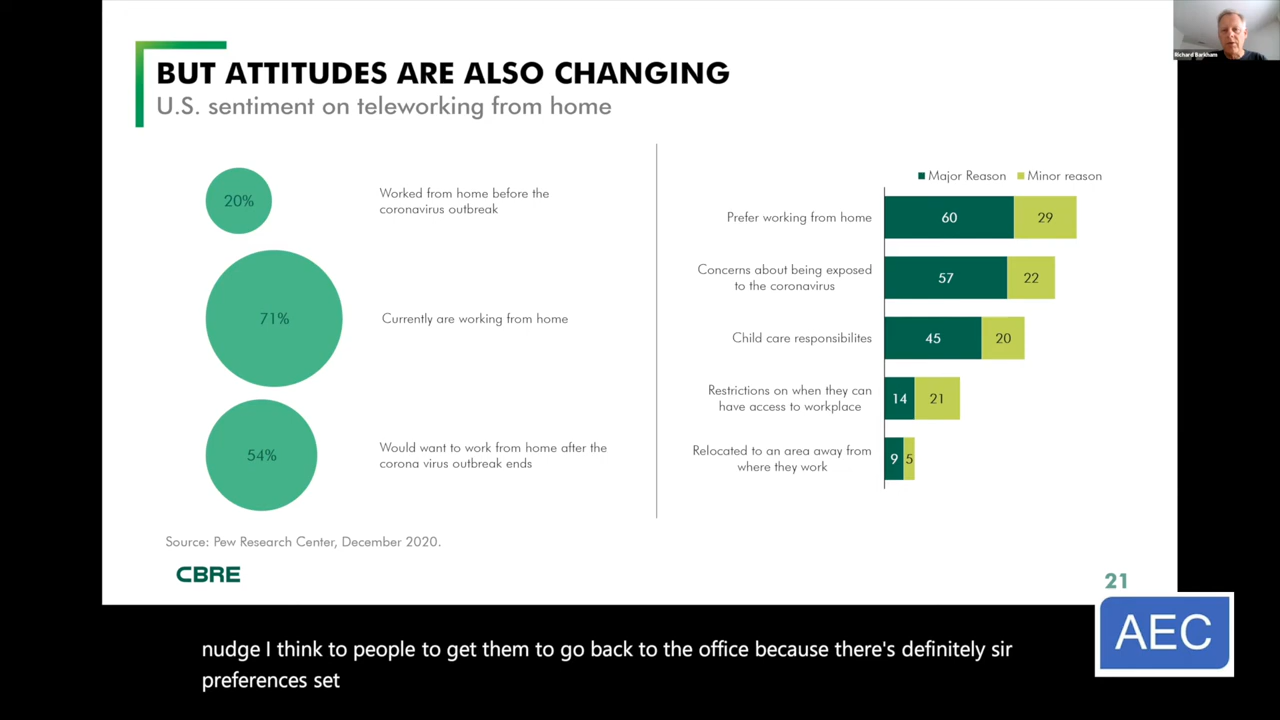 BUT ATTITUDES ARE ALSO CHANGING
U.S. sentiment on teleworking from home
20%
Worked from home before the
coronavirus outbreak
71%
Currently are working from home
54%
Would want to work from home after the
corona virus outbreak ends
Major Reason
Minor reason
Prefer working from home
60
29
Concerns about being exposed
to the coronavirus
57
22
Child care responsibilites
45
20
Restrictions on when they can
have access to workplace
14
21
Relocated to an area away from
where they work
9
5
Source: Pew Research Center, December 2020.
CBRE
21
Richard Barkham
AEC
nudge I think to people to get them to go back to the office because there's definitely sir
preferences set